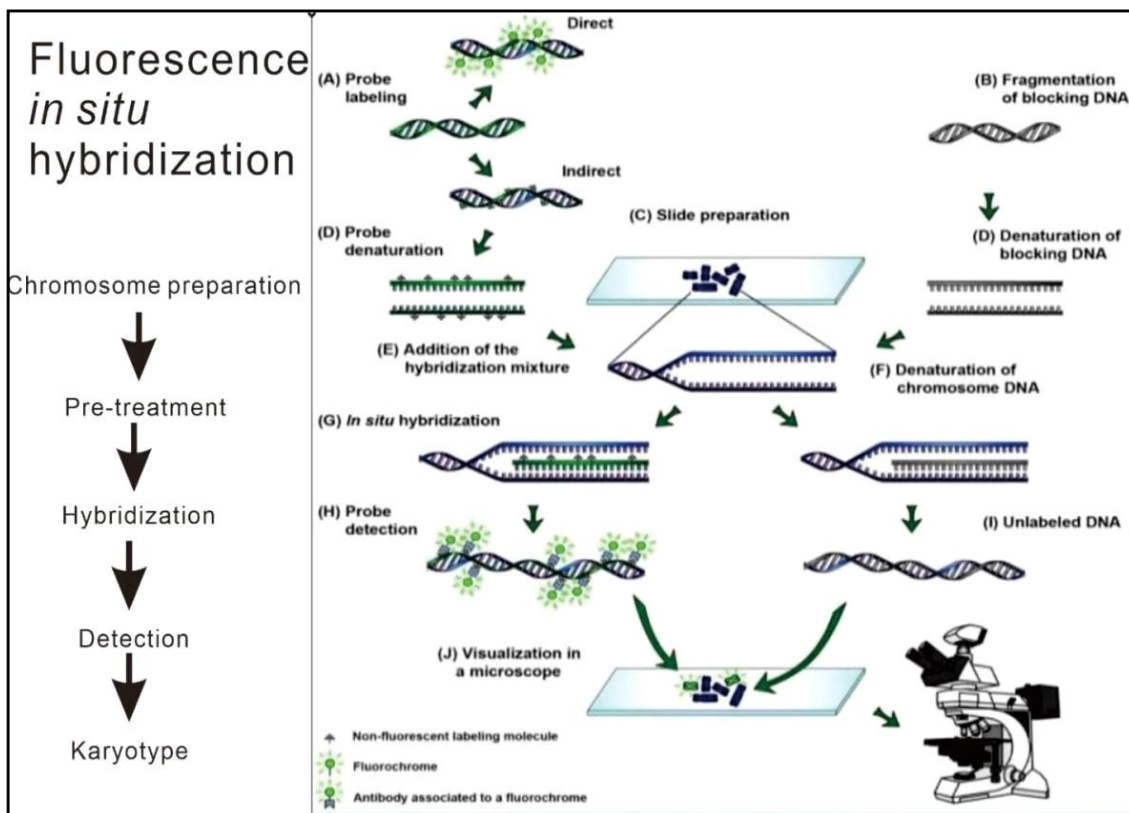 Fluorescence
in situ
hybridization
Chromosome preparation
Pre-treatment
Hybridization
Detection
Karyotype
Direct
(A) Probe
labeling
Indirect
(B) Fragmentation
of blocking DNA
(C) Slide preparation
(D) Probe
denaturation
(D) Denaturation of
blocking DNA
(E) Addition of the
hybridization mixture
(F) Denaturation of
chromosome DNA
(G) In situ hybridization
(H) Probe
detection
(I) Unlabeled DNA
(J) Visualization in
a microscope
Non-fluorescent labeling molecule
Fluorochrome
Antibody associated to a fluorochrome